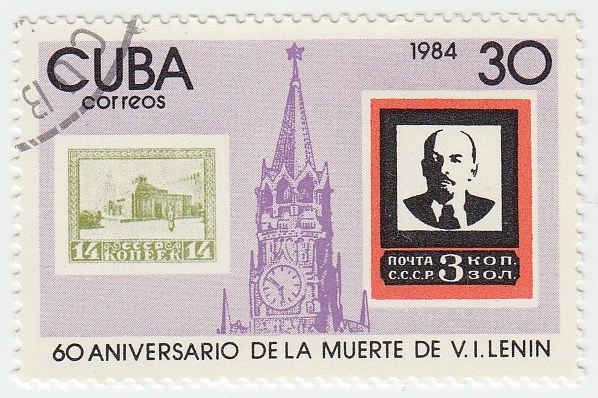 CUBA
correos
1984
30
14 СССР 14
КОПЕЕК
ПОЧТА 3 КОП.
С.С.С.Р. ЗОЛ.
60 ANIVERSARIO DE LA MUERTE DE V.I.LENIN